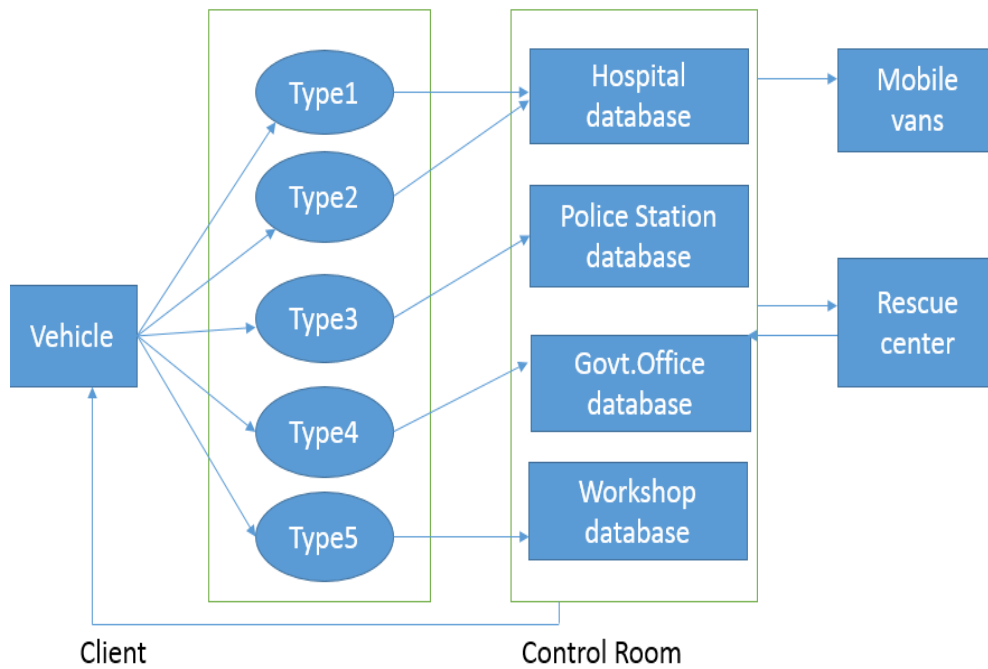 Vehicle
Type1
Type2
Type3
Type4
Type5
Hospital
database
Police Station
database
Govt.Office
database
Workshop
database
Mobile
vans
Rescue
center
Client
Control Room